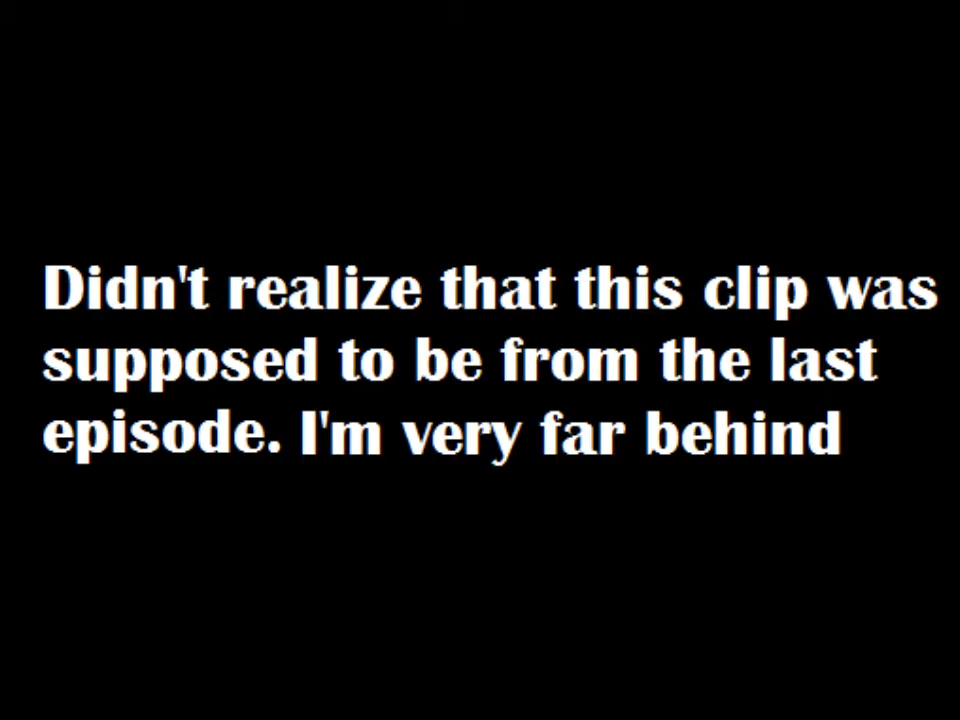 Didn't realize that this clip was
supposed to be from the last
episode. I'm very far behind